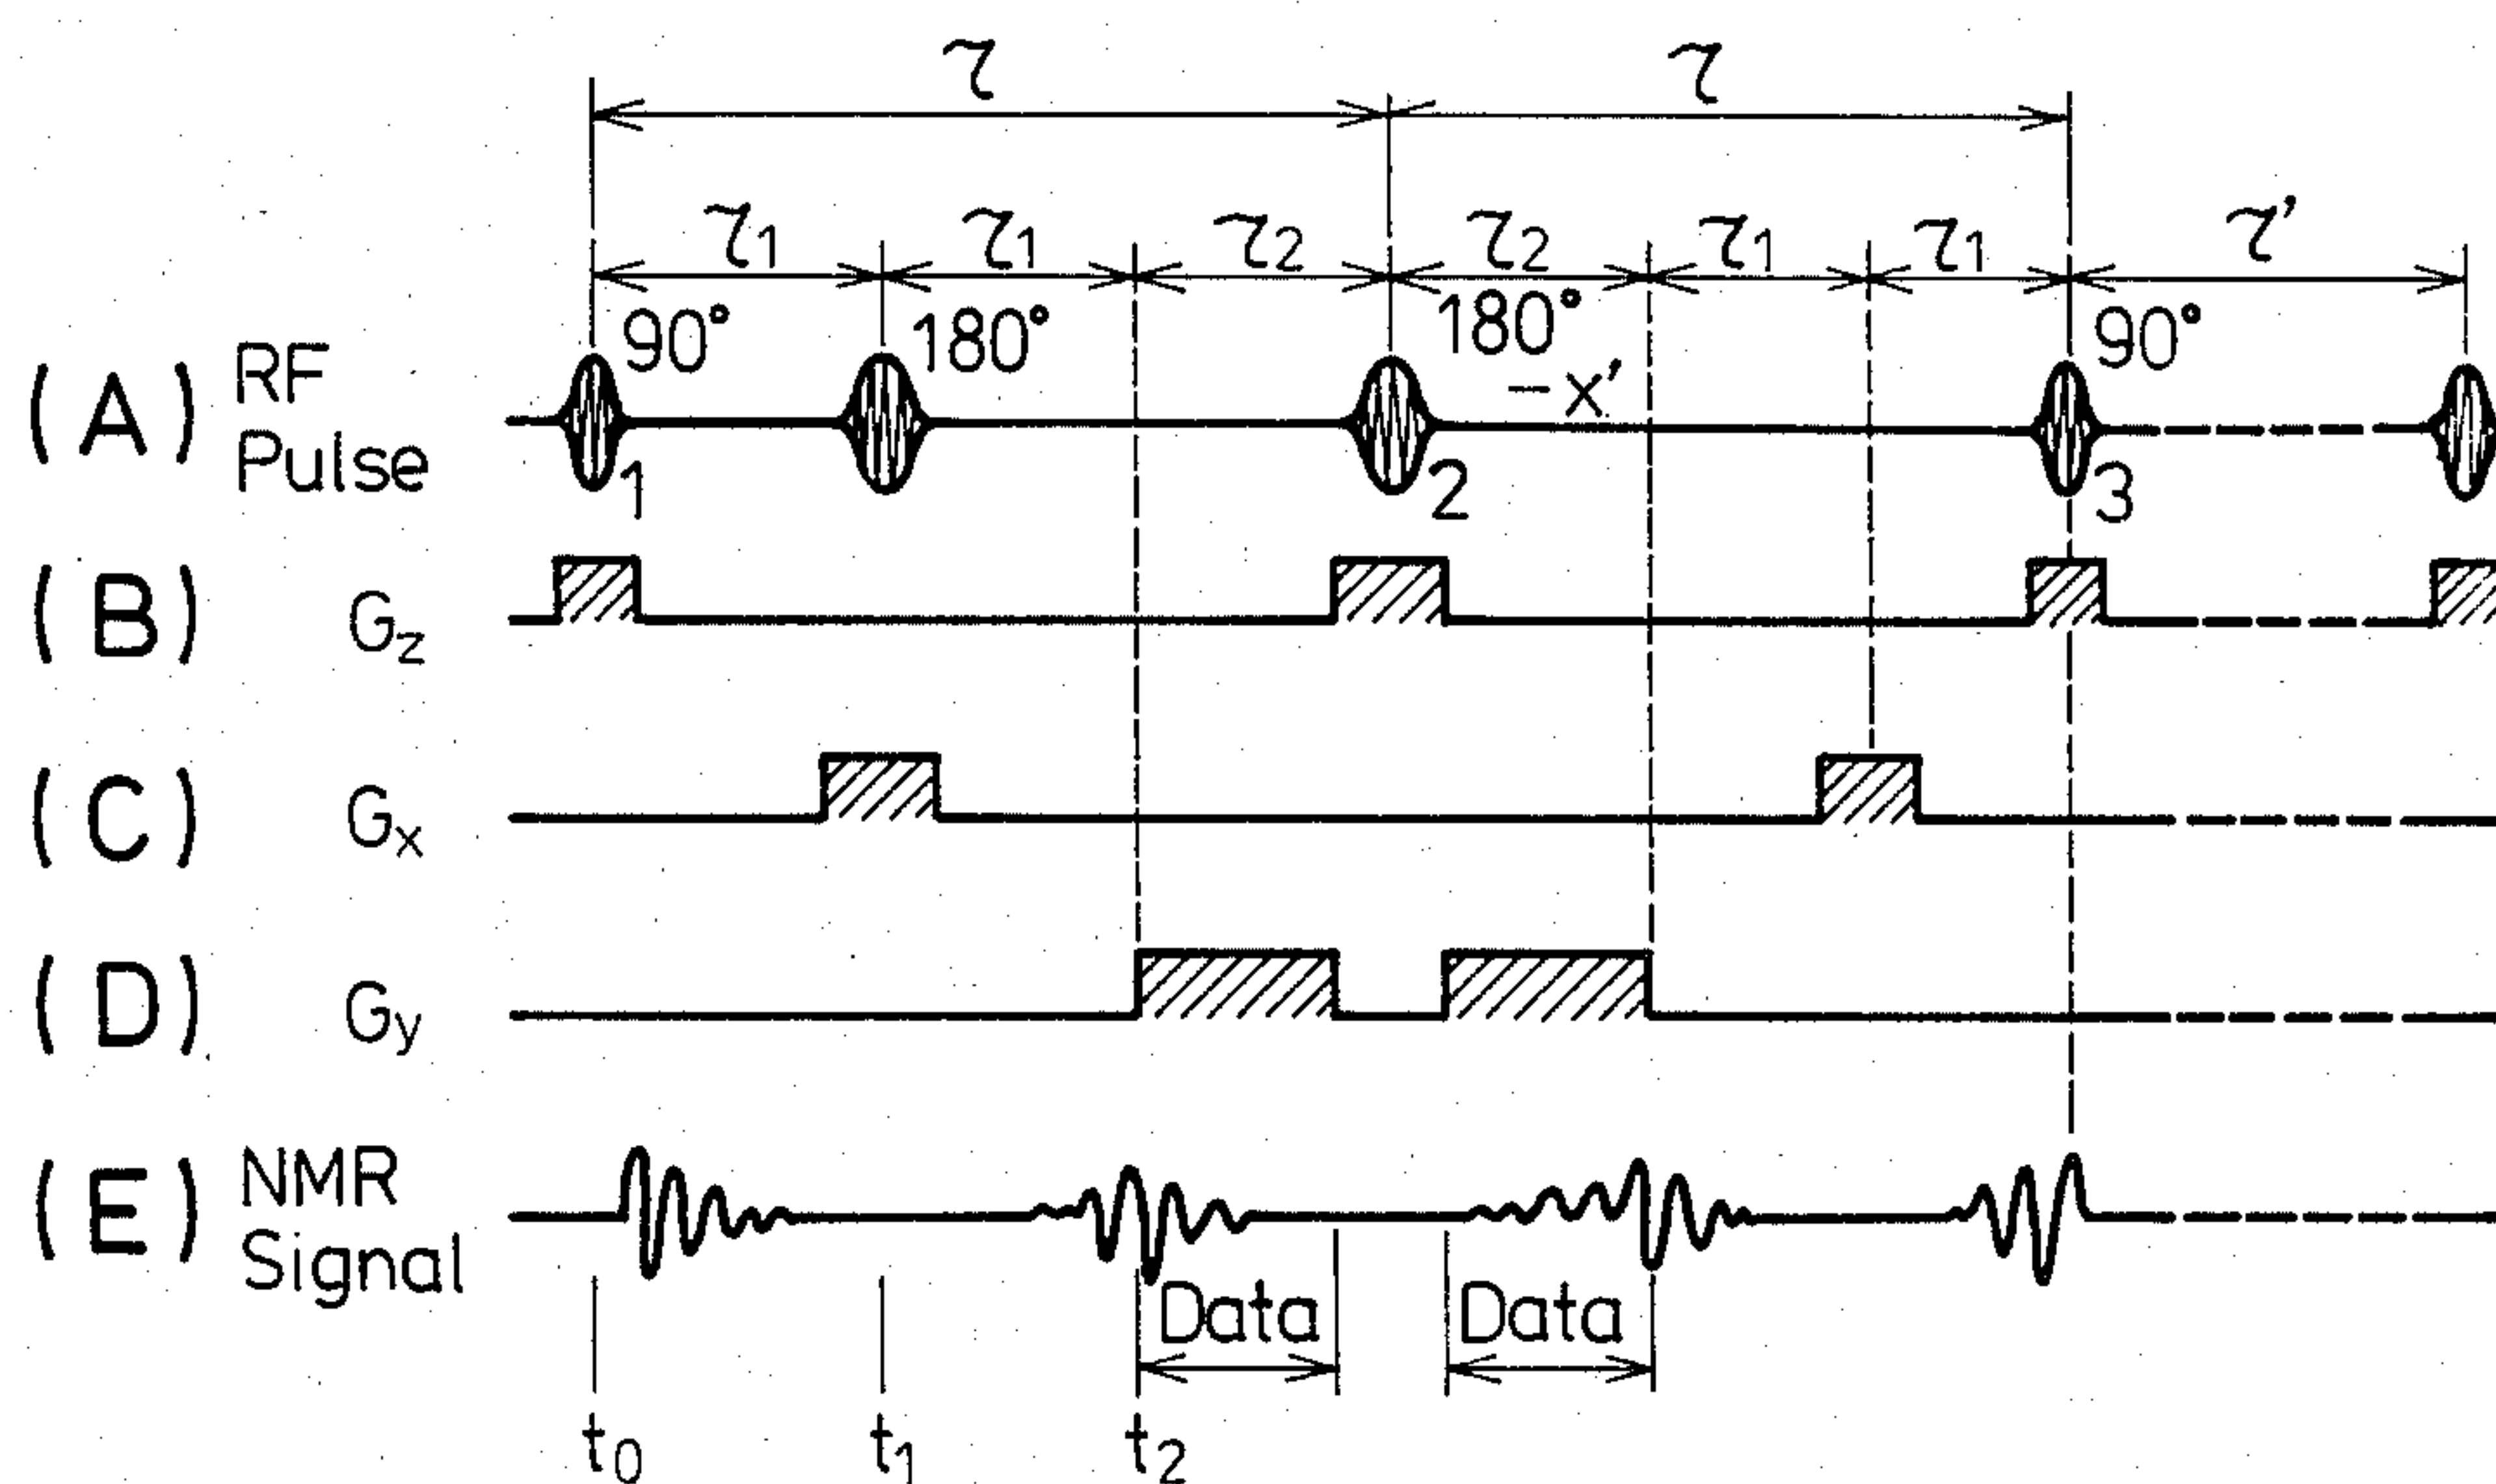 τ τ
τ1 τ1 τ2 τ2 τ1 τ1 τ'
90° 180° 180° 90°
-x'
(A) RF Pulse
1 2 3
(B) Gz
(C) Gx
(D) Gy
(E) NMR Signal
Data Data
t0 t1 t2